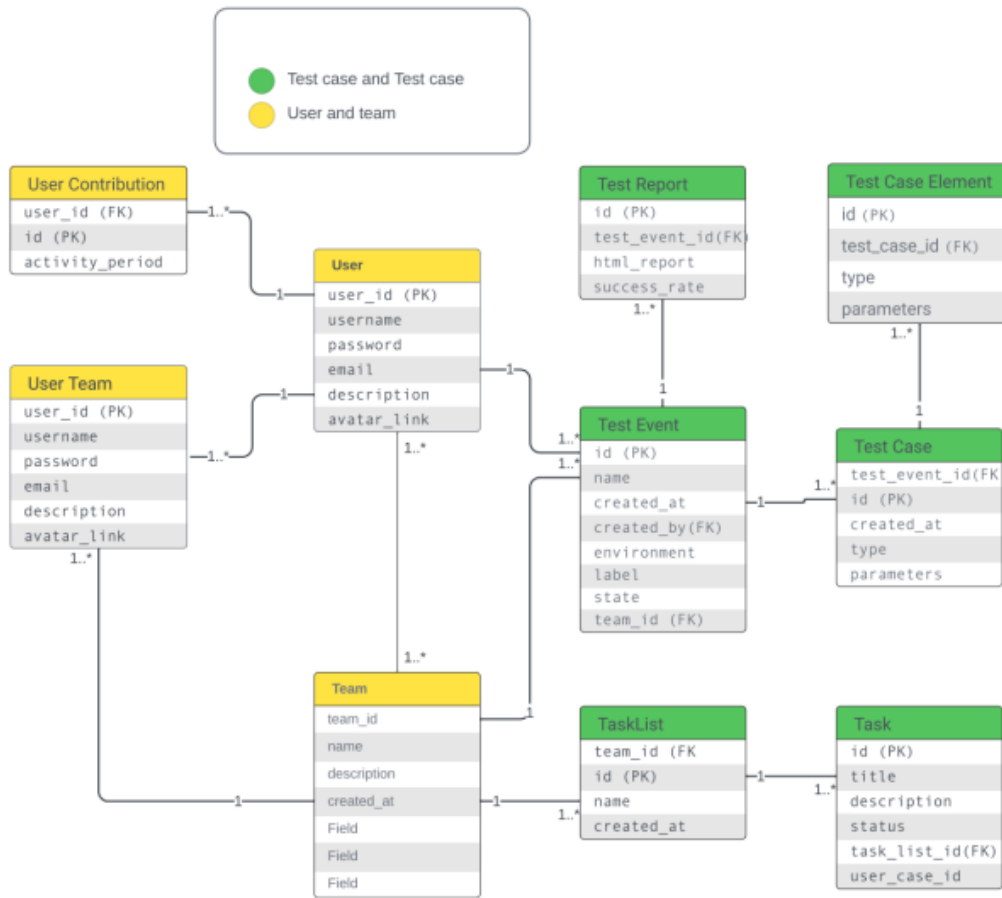 Test case and Test case
User and team
User Contribution
user_id (FK)
id (PK)
activity_period
1..*
1
User
user_id (PK)
username
password
email
description
avatar_link
1
1
1..*
User Team
user_id (PK)
username
password
email
description
avatar_link
1..*
1..*
Test Report
id (PK)
test_event_id(FK)
html_report
success_rate
1..*
1
Test Case Element
id (PK)
test_case_id (FK)
type
parameters
1..*
1
Test Event
id (PK)
name
created_at
created_by(FK)
environment
label
state
team_id (FK)
1..*
1..*
1
Test Case
test_event_id(FK
id (PK)
created_at
type
parameters
1..*
1..*
Team
team_id
name
description
created_at
Field
Field
Field
1
1
1
TaskList
team_id (FK
id (PK)
name
created_at
1..*
1
Task
id (PK)
title
description
status
task_list_id(FK)
user_case_id
1..*